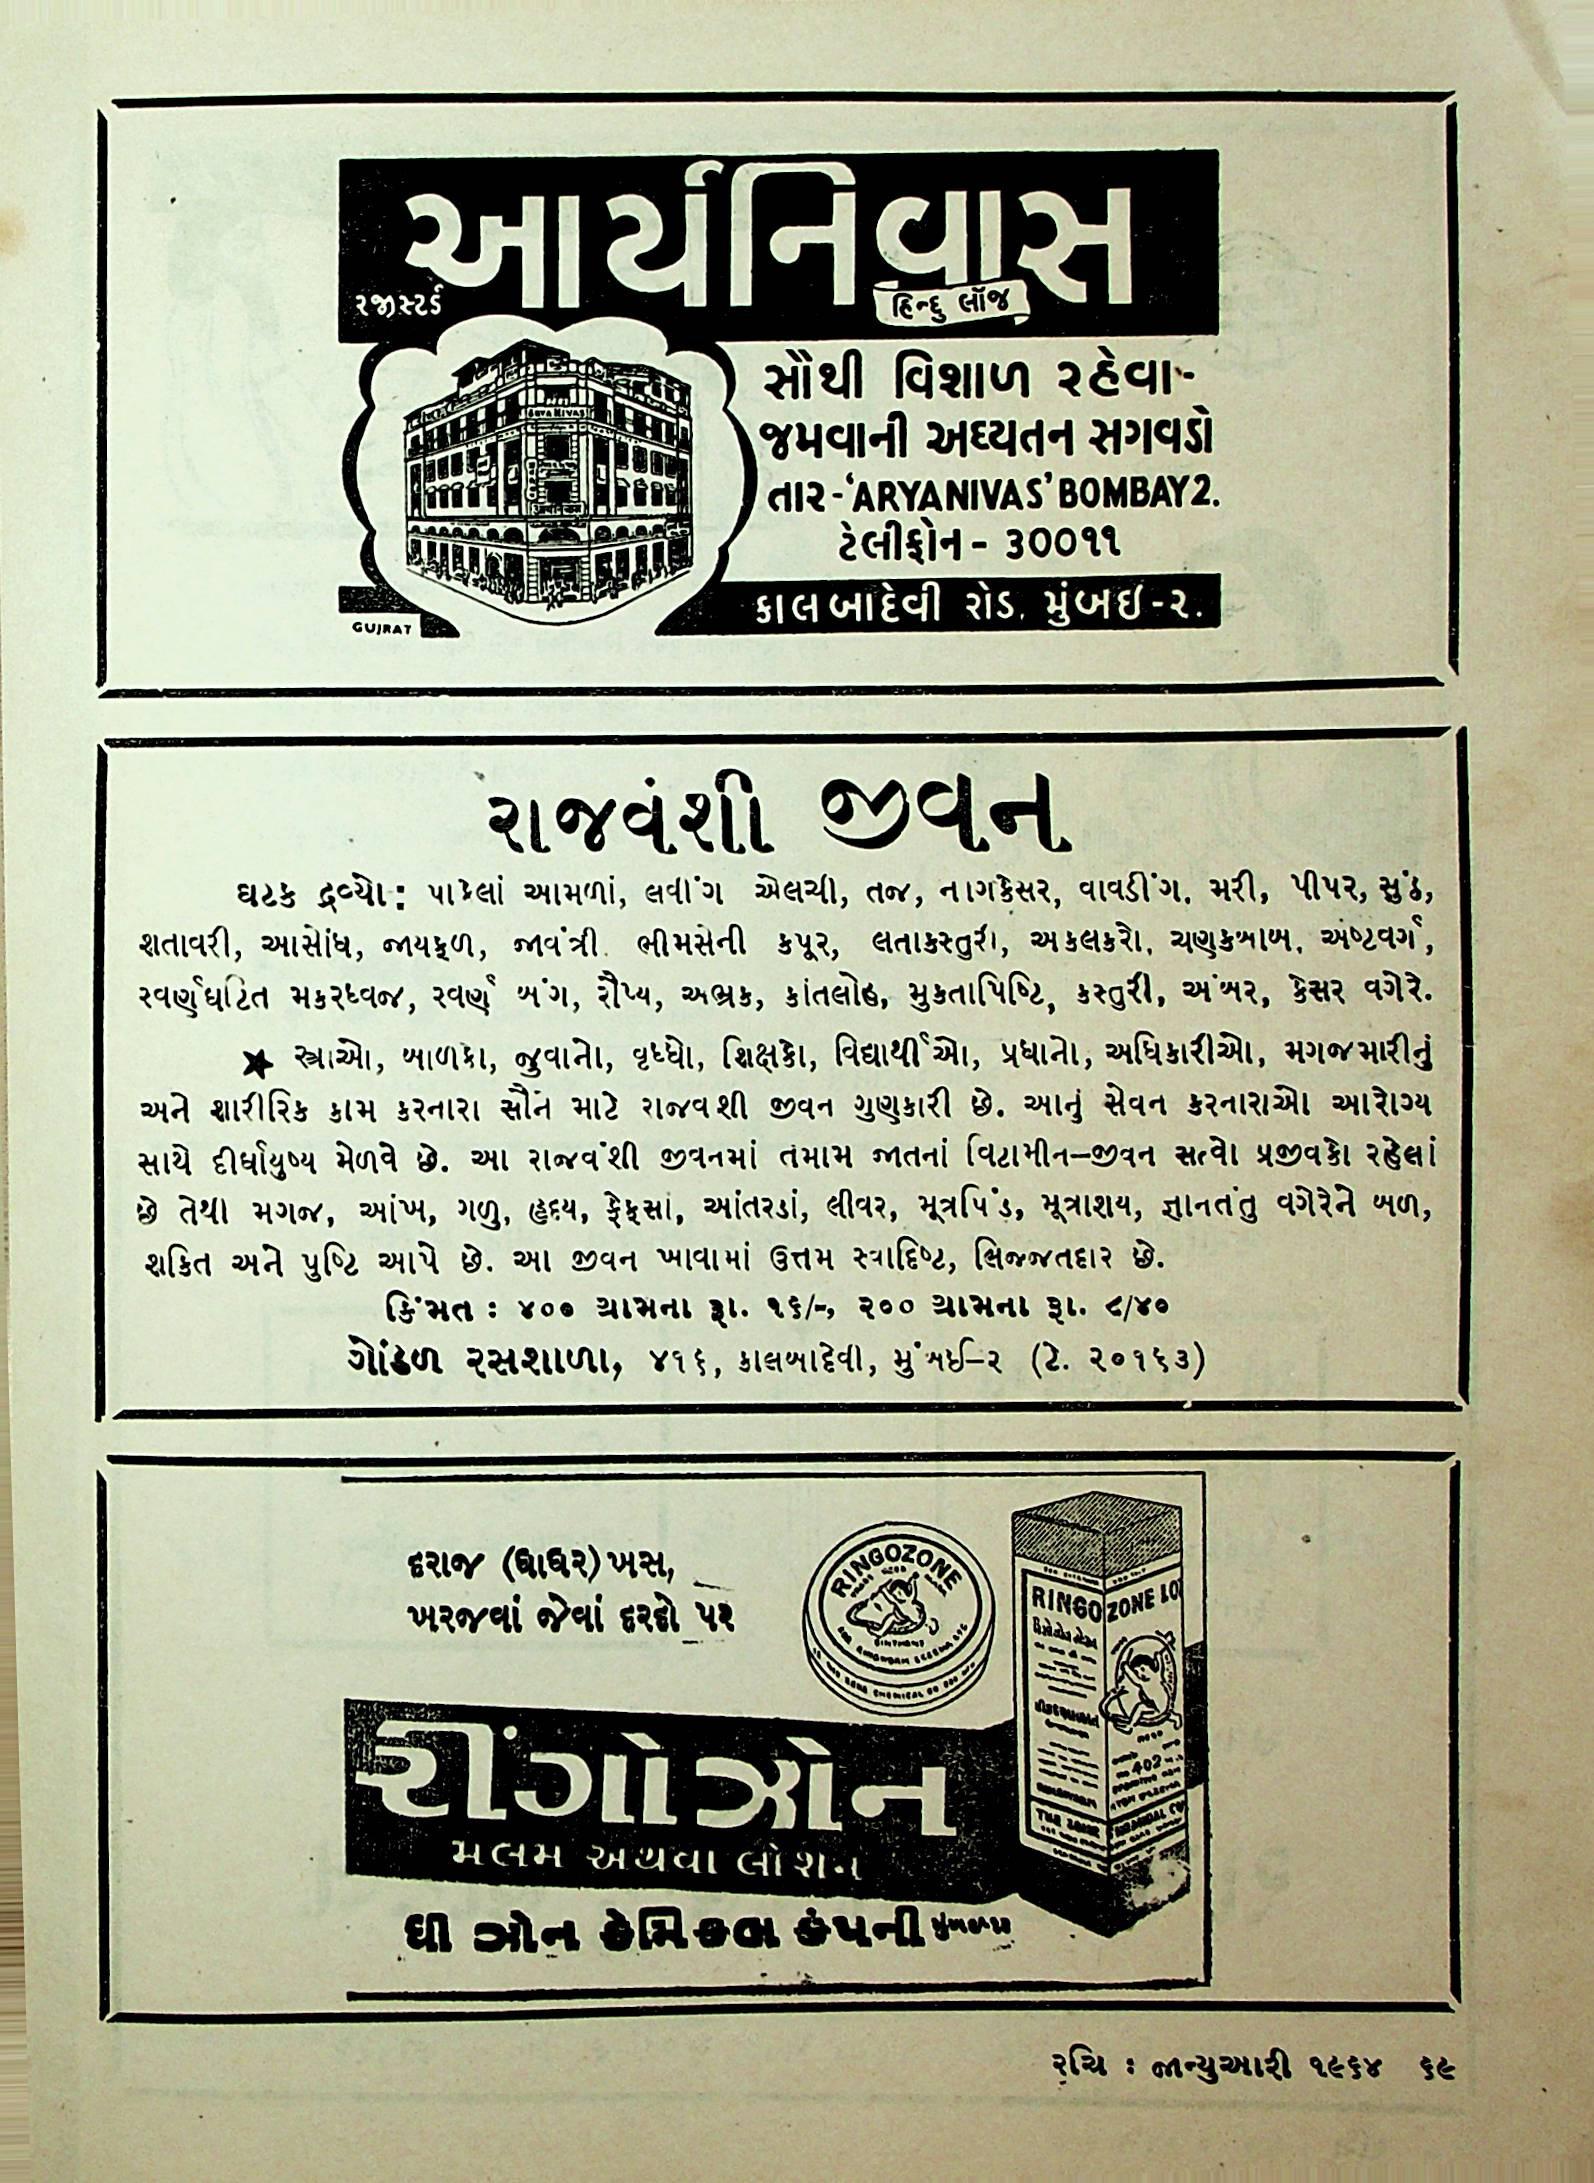 આર્યનિવાસ
રજીસ્ટર્ડ
હિન્દુ લૉજ
ARYA NIVAS
સૌથી વિશાળ રહેવા-
જમવાની અદ્યતન સગવડો
તાર-'ARYANIVAS' BOMBAY 2.
ટેલીફોન - ૩૦૦૧૧
GUJRAT
કાલબાદેવી રોડ. મુંબઇ-૨.
રાજવંશી જીવન
ઘટક દ્રવ્યો: પાકેલાં આમળાં, લવીંગ એલચી, તજ, નાગકેસર, વાવડીંગ, મરી, પીપર, સુંઠ,
શતાવરી, આસોંધ, જાયફળ, જાવંત્રી. ભીમસેની કપૂર, લતાકસ્તુરી, અકલકરો, ચણકબાબ, અષ્ટવર્ગ,
સ્વર્ણઘટિત મકરધ્વજ, સ્વર્ણ બંગ, રૌપ્ય, અભ્રક, કાંતલોહ, મુકતાપિષ્ટિ, કસ્તુરી, અંબર, કેસર વગેરે.
★ સ્ત્રીઓ, બાળકો, જુવાનો, વૃધ્ધો, શિક્ષકો, વિદ્યાર્થીઓ, પ્રધાનો, અધિકારીઓ, મગજમારીનું
અને શારીરિક કામ કરનારા સૌને માટે રાજવશી જીવન ગુણકારી છે. આનું સેવન કરનારાઓ આરોગ્ય
સાથે દીર્ઘાયુષ્ય મેળવે છે. આ રાજવંશી જીવનમાં તમામ જાતનાં વિટામીન-જીવન સત્વો પ્રજીવકો રહેલાં
છે તેથી મગજ, આંખ, ગળુ, હૃદય, ફેફસાં, આંતરડાં, લીવર, મૂત્રપિંડ, મૂત્રાશય, જ્ઞાનતંતુ વગેરેને બળ,
શકિત અને પુષ્ટિ આપે છે. આ જીવન ખાવામાં ઉત્તમ સ્વાદિષ્ટ, લિજ્જતદાર છે.
કિંમત : ૪૦૦ ગ્રામના રૂા. ૧૬/-, ૨૦૦ ગ્રામના રૂા. ૮/૪૦
ગોંડળ રસશાળા, ૪૧૬, કાલબાદેવી, મુંબઈ-૨ (ટે. ૨૦૧૬૩)
દરાજ (ધાધર) ખસ,
ખરજવાં જેવાં દરદો પર
RINGOZONE
OINTMENT
RINGOZONE LO
402
રીંગોઝોન
મલમ અથવા લોશન
ધી ઝોન કેમિકલ કંપની
રુચિ : જાન્યુઆરી ૧૯૬૪ ૬૯